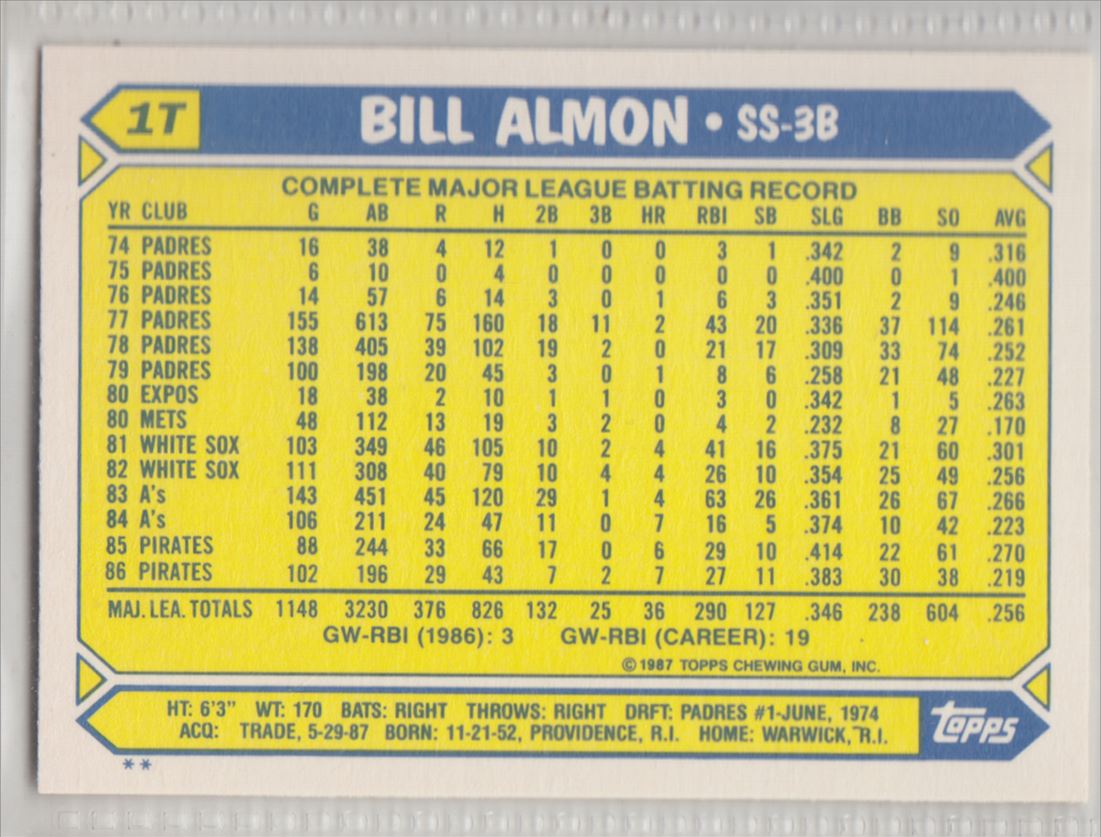 1T BILL ALMON • SS-3B
COMPLETE MAJOR LEAGUE BATTING RECORD
YR CLUB G AB R H 2B 3B HR RBI SB SLG BB SO AVG
74 PADRES 16 38 4 12 1 0 0 3 1 .342 2 9 .316
75 PADRES 6 10 0 4 0 0 0 0 0 .400 0 1 .400
76 PADRES 14 57 6 14 3 0 1 6 3 .351 2 9 .246
77 PADRES 155 613 75 160 18 11 2 43 20 .336 37 114 .261
78 PADRES 138 405 39 102 19 2 0 21 17 .309 33 74 .252
79 PADRES 100 198 20 45 3 0 1 8 6 .258 21 48 .227
80 EXPOS 18 38 2 10 1 1 0 3 0 .342 1 5 .263
80 METS 48 112 13 19 3 2 0 4 2 .232 8 27 .170
81 WHITE SOX 103 349 46 105 10 2 4 41 16 .375 21 60 .301
82 WHITE SOX 111 308 40 79 10 4 4 26 10 .354 25 49 .256
83 A's 143 451 45 120 29 1 4 63 26 .361 26 67 .266
84 A's 106 211 24 47 11 0 7 16 5 .374 10 42 .223
85 PIRATES 88 244 33 66 17 0 6 29 10 .414 22 61 .270
86 PIRATES 102 196 29 43 7 2 7 27 11 .383 30 38 .219
MAJ. LEA. TOTALS 1148 3230 376 826 132 25 36 290 127 .346 238 604 .256
GW-RBI (1986): 3 GW-RBI (CAREER): 19
© 1987 TOPPS CHEWING GUM, INC.
HT: 6'3" WT: 170 BATS: RIGHT THROWS: RIGHT DRFT: PADRES #1-JUNE, 1974
ACQ: TRADE, 5-29-87 BORN: 11-21-52, PROVIDENCE, R.I. HOME: WARWICK, R.I.
topps
**